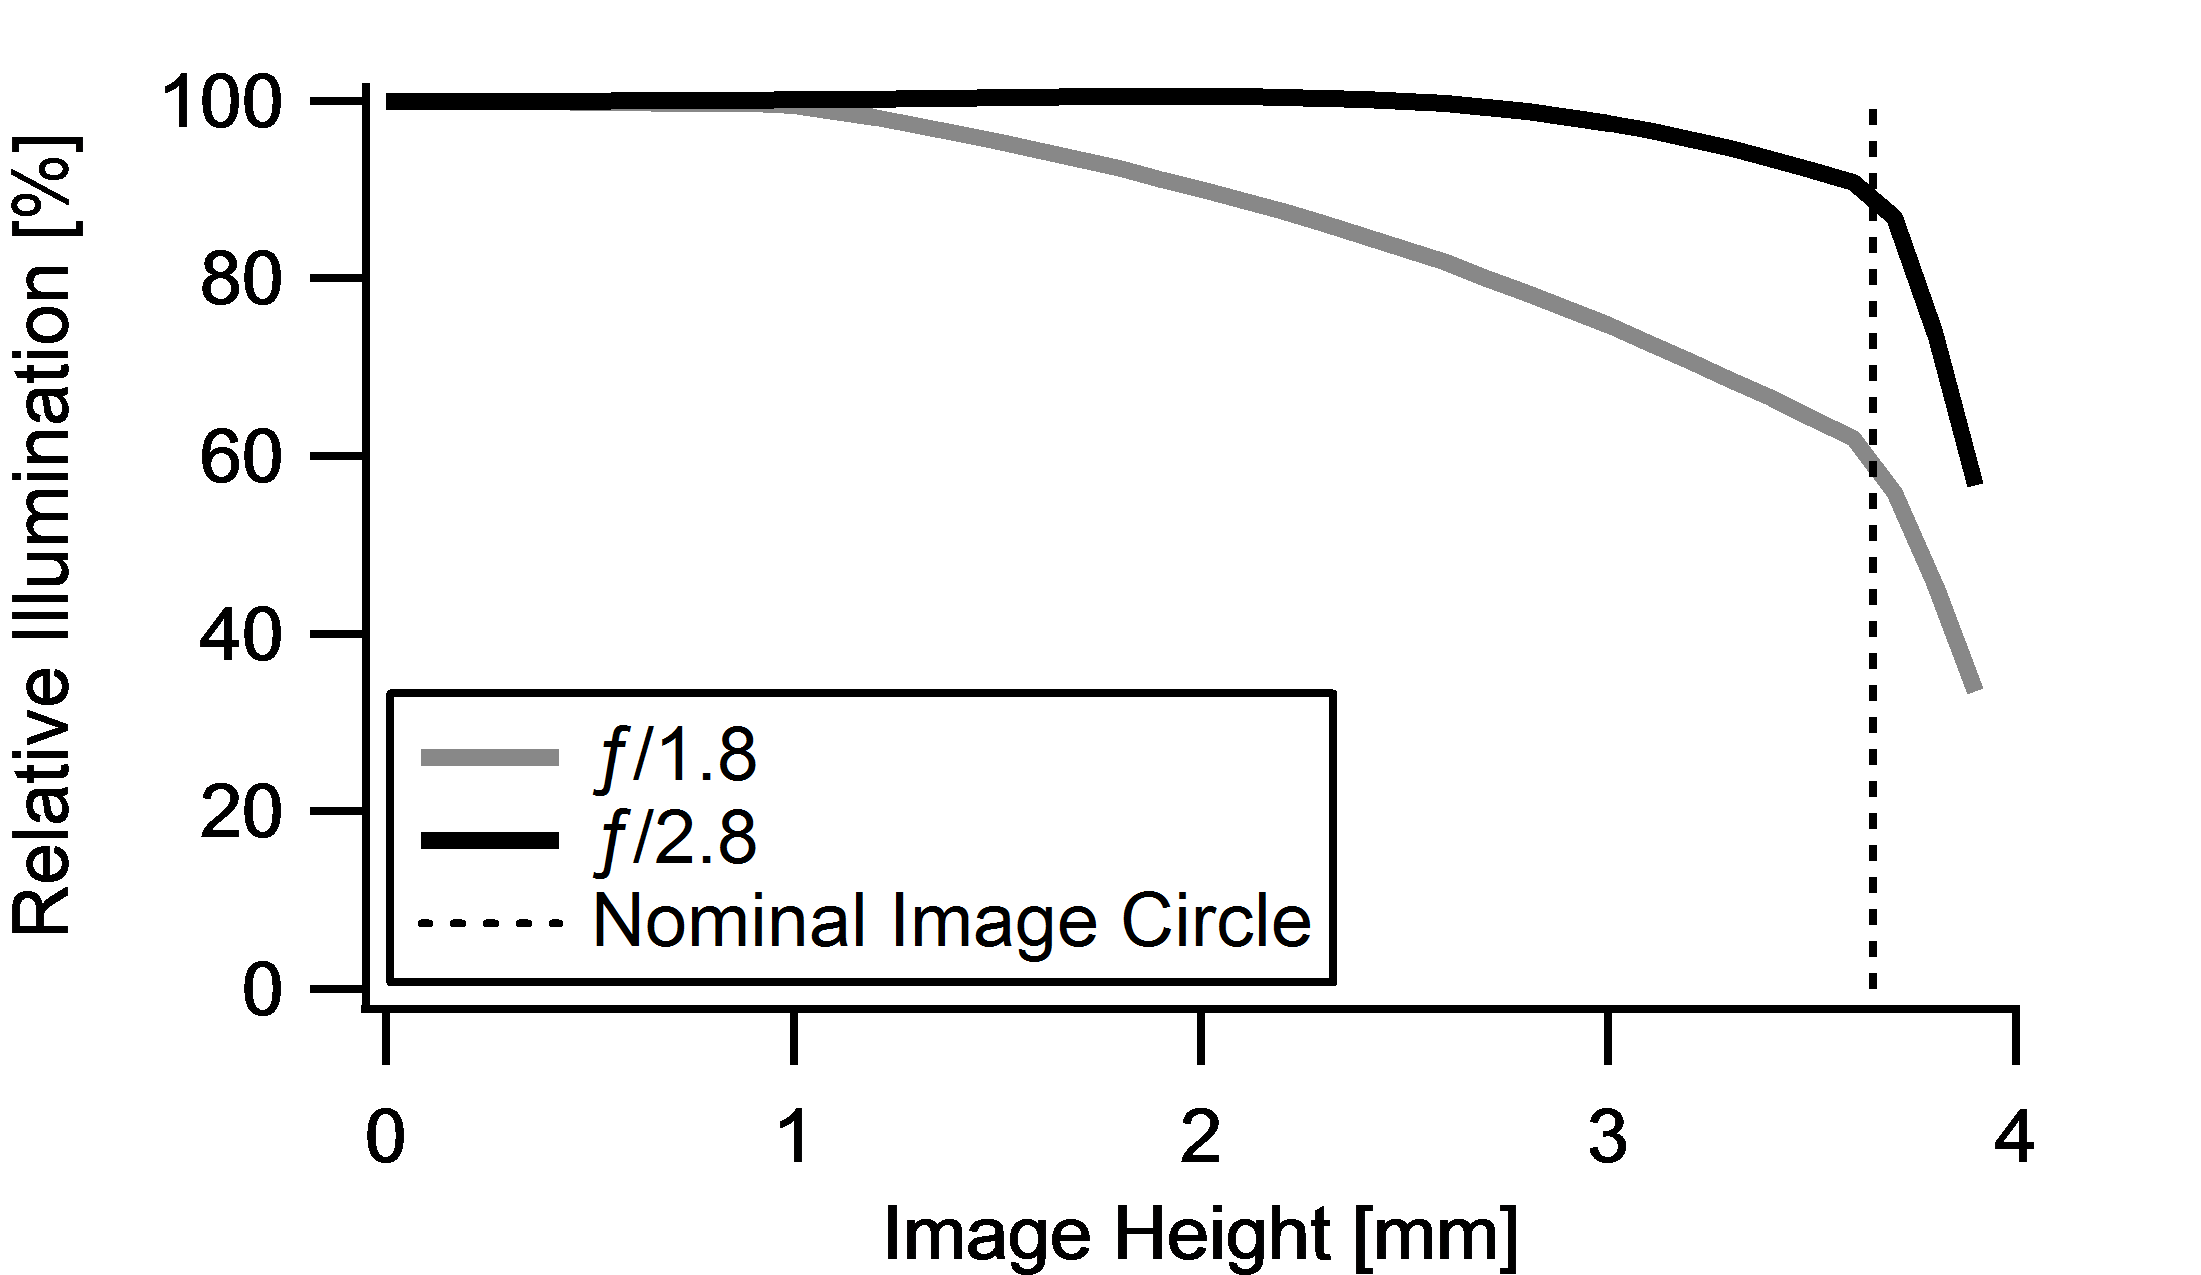 Relative Illumination [%]
100
80
60
40
20
0
ƒ/1.8
ƒ/2.8
Nominal Image Circle
0 1 2 3 4
Image Height [mm]